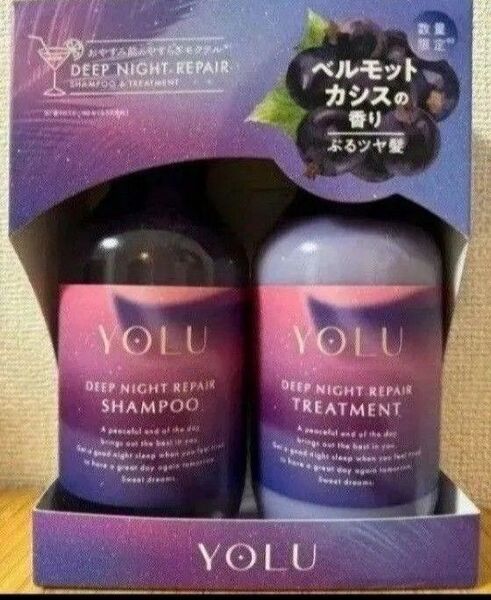 おやすみ前のやすらぎモクテル
DEEP NIGHT REPAIR
SHAMPOO & TREATMENT
数量
限定
ベルモット
カシスの
香り
ぷるツヤ髪
YOLU
DEEP NIGHT REPAIR
SHAMPOO
A peaceful end of the day
brings out the best in you.
Get a good night sleep when you feel tired
to have a great day again tomorrow.
Sweet dreams.
YOLU
DEEP NIGHT REPAIR
TREATMENT
A peaceful end of the day
brings out the best in you.
Get a good night sleep when you feel tired
to have a great day again tomorrow.
Sweet dreams.
YOLU